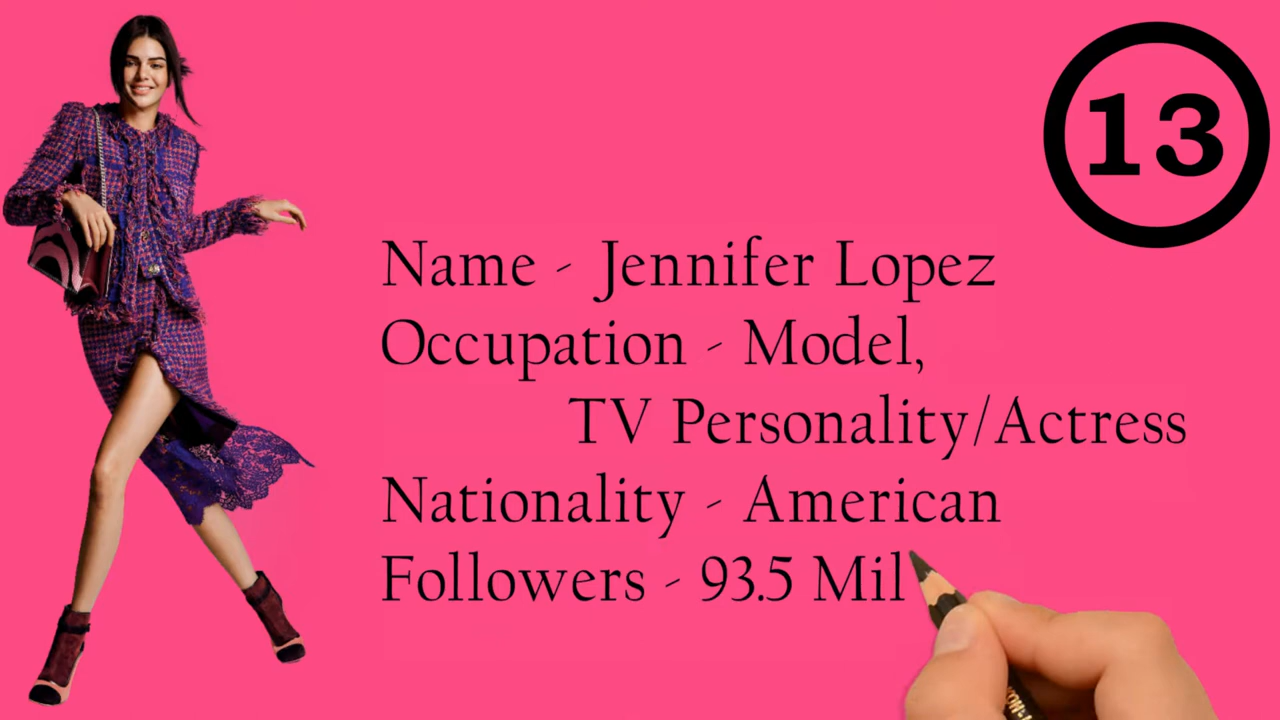 13
Name - Jennifer Lopez
Occupation - Model,
TV Personality/Actress
Nationality - American
Followers - 93.5 Mil